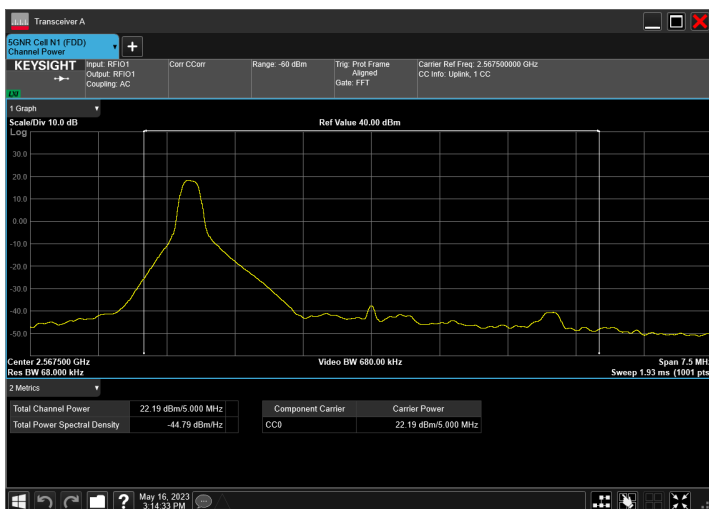 Transceiver A
5GNR Cell N1 (FDD)
Channel Power
KEYSIGHT
Input: RFIO1
Output: RFIO1
Coupling: AC
Corr CCorr
Range: -60 dBm
Trig: Prot Frame
Aligned
Gate: FFT
Carrier Ref Freq: 2.567500000 GHz
CC Info: Uplink, 1 CC
LXI
1 Graph
Scale/Div 10.0 dB
Ref Value 40.00 dBm
Log
30.0
20.0
10.0
0.00
-10.0
-20.0
-30.0
-40.0
-50.0
Center 2.567500 GHz
Video BW 680.00 kHz
Span 7.5 MHz
Res BW 68.000 kHz
Sweep 1.93 ms (1001 pts
2 Metrics
Total Channel Power 22.19 dBm/5.000 MHz
Total Power Spectral Density -44.79 dBm/Hz
Component Carrier Carrier Power
CC0 22.19 dBm/5.000 MHz
?
May 16, 2023
3:14:33 PM